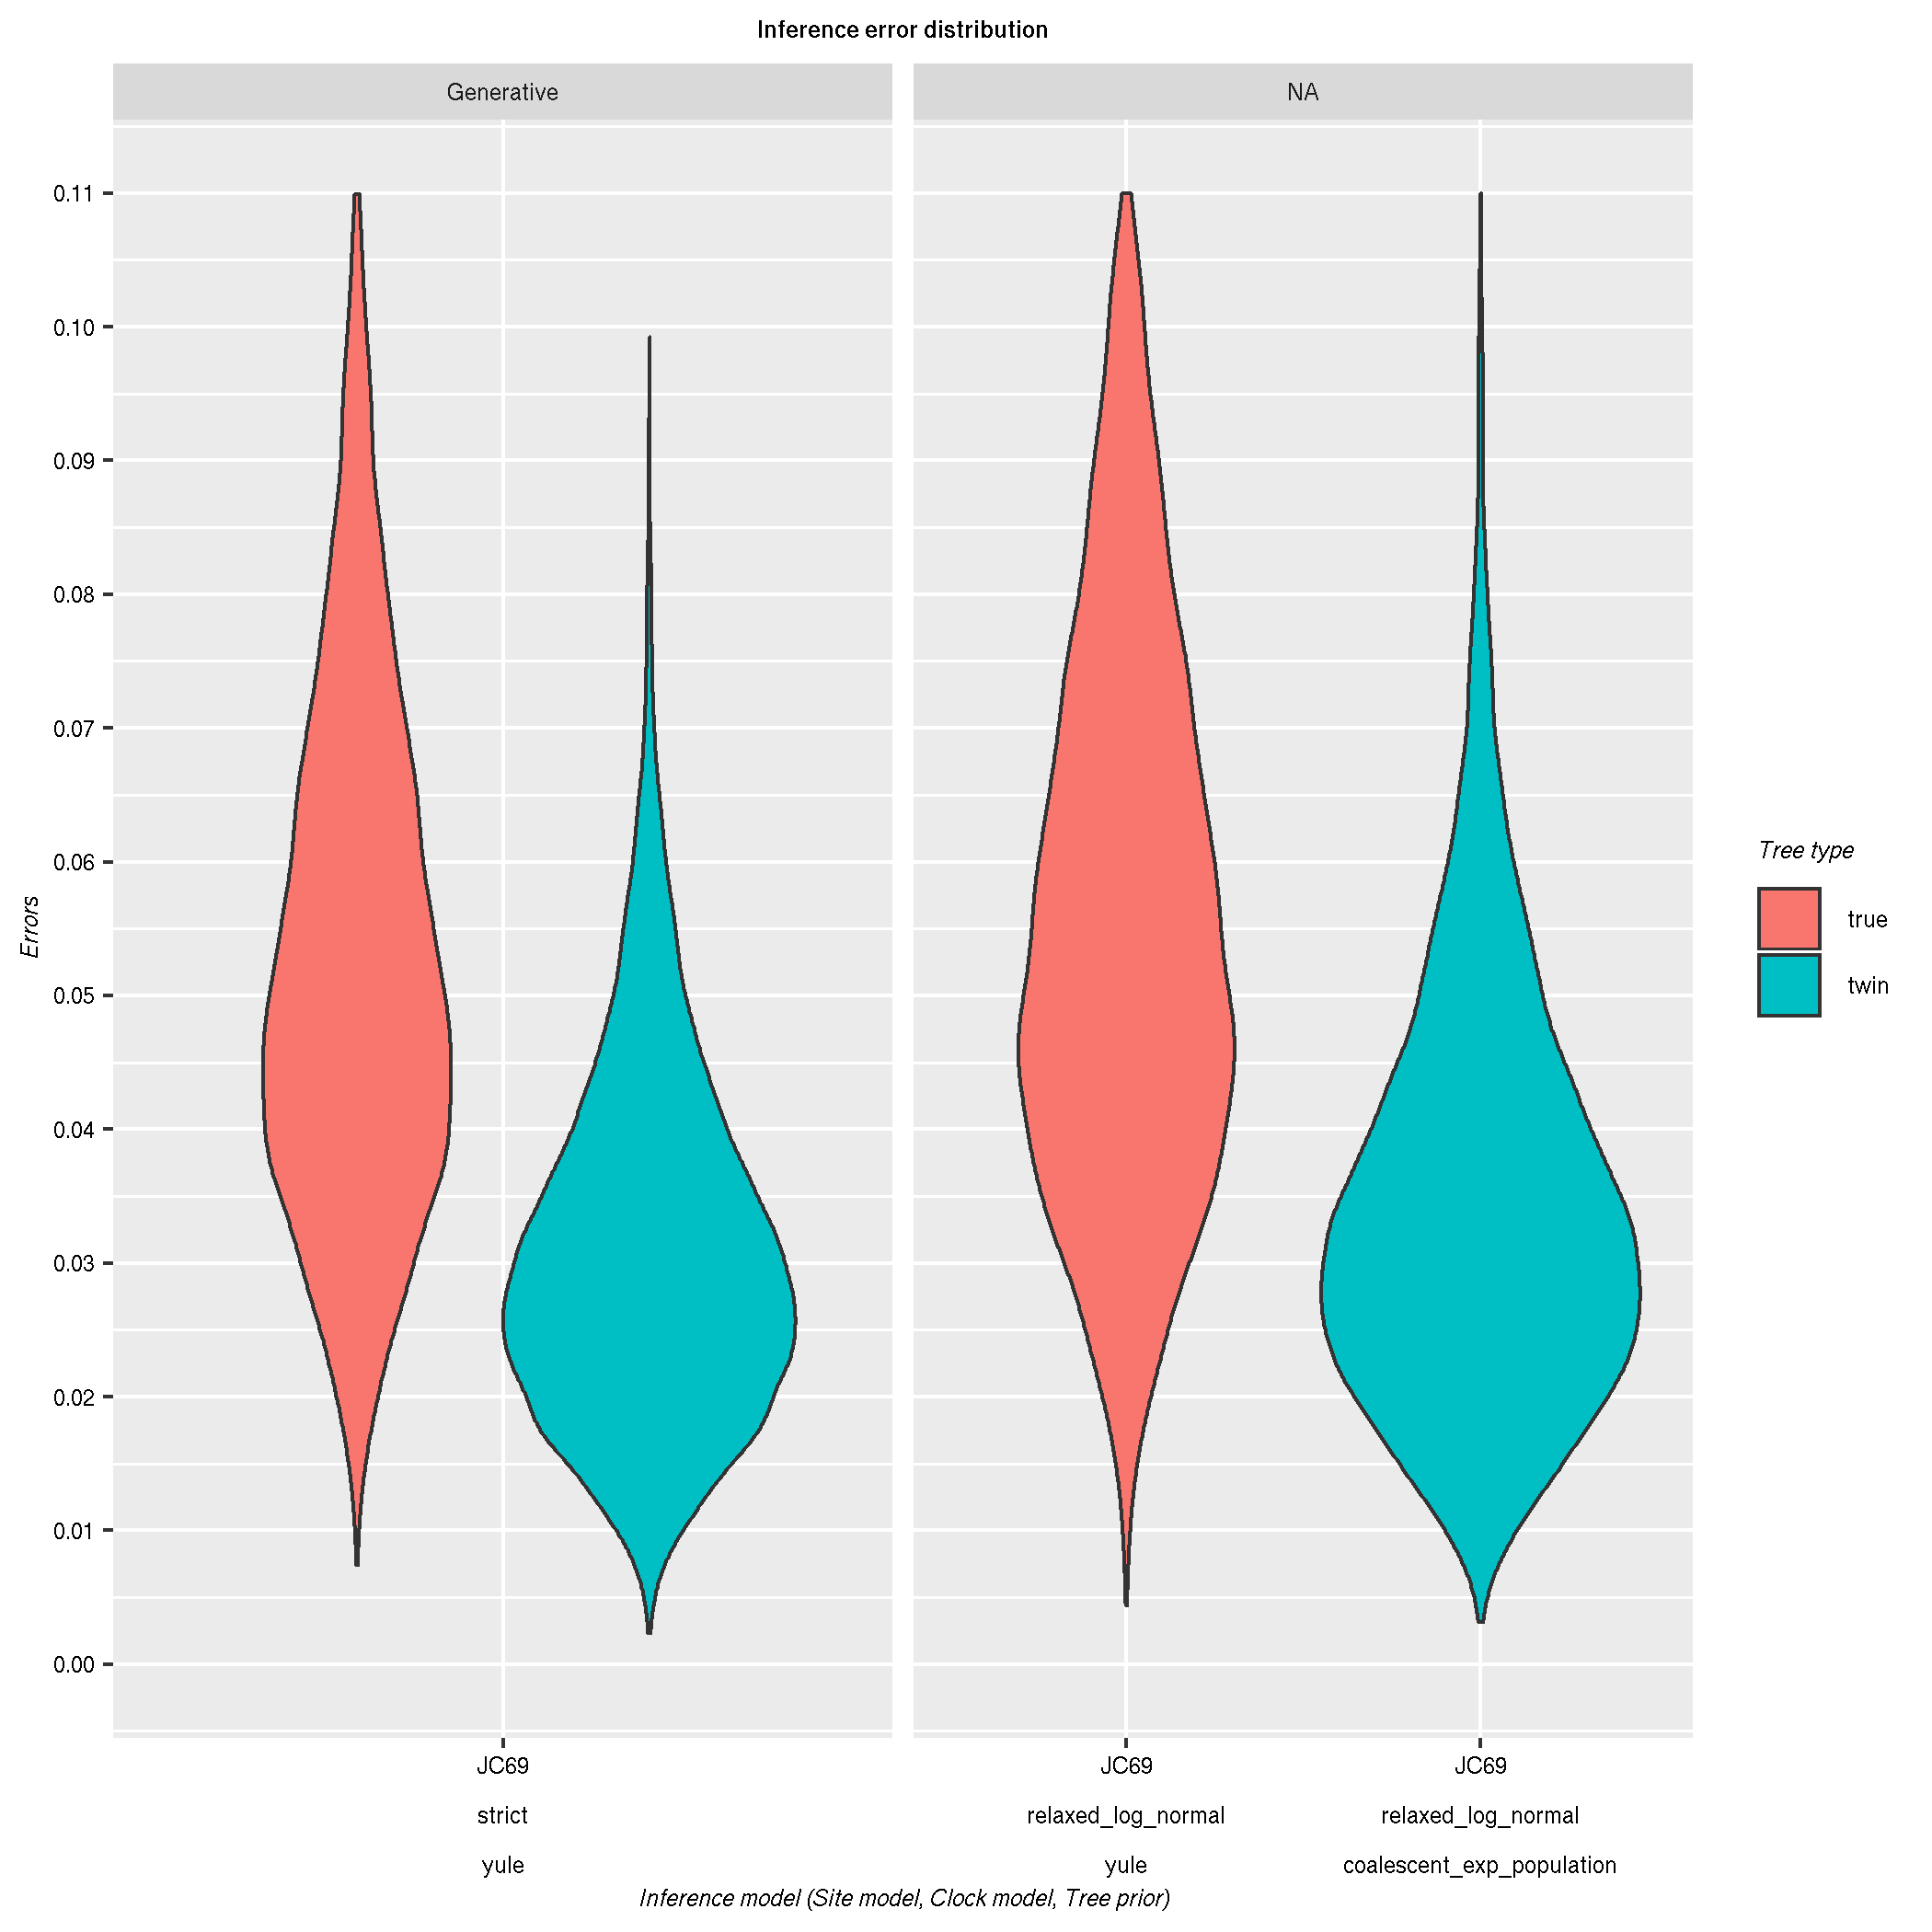 Inference error distribution
Generative
NA
0.11
0.10
0.09
0.08
0.07
0.06
0.05
0.04
0.03
0.02
0.01
0.00
Errors
JC69
strict
yule
JC69
relaxed_log_normal
yule
JC69
relaxed_log_normal
coalescent_exp_population
Inference model (Site model, Clock model, Tree prior)
Tree type
true
twin